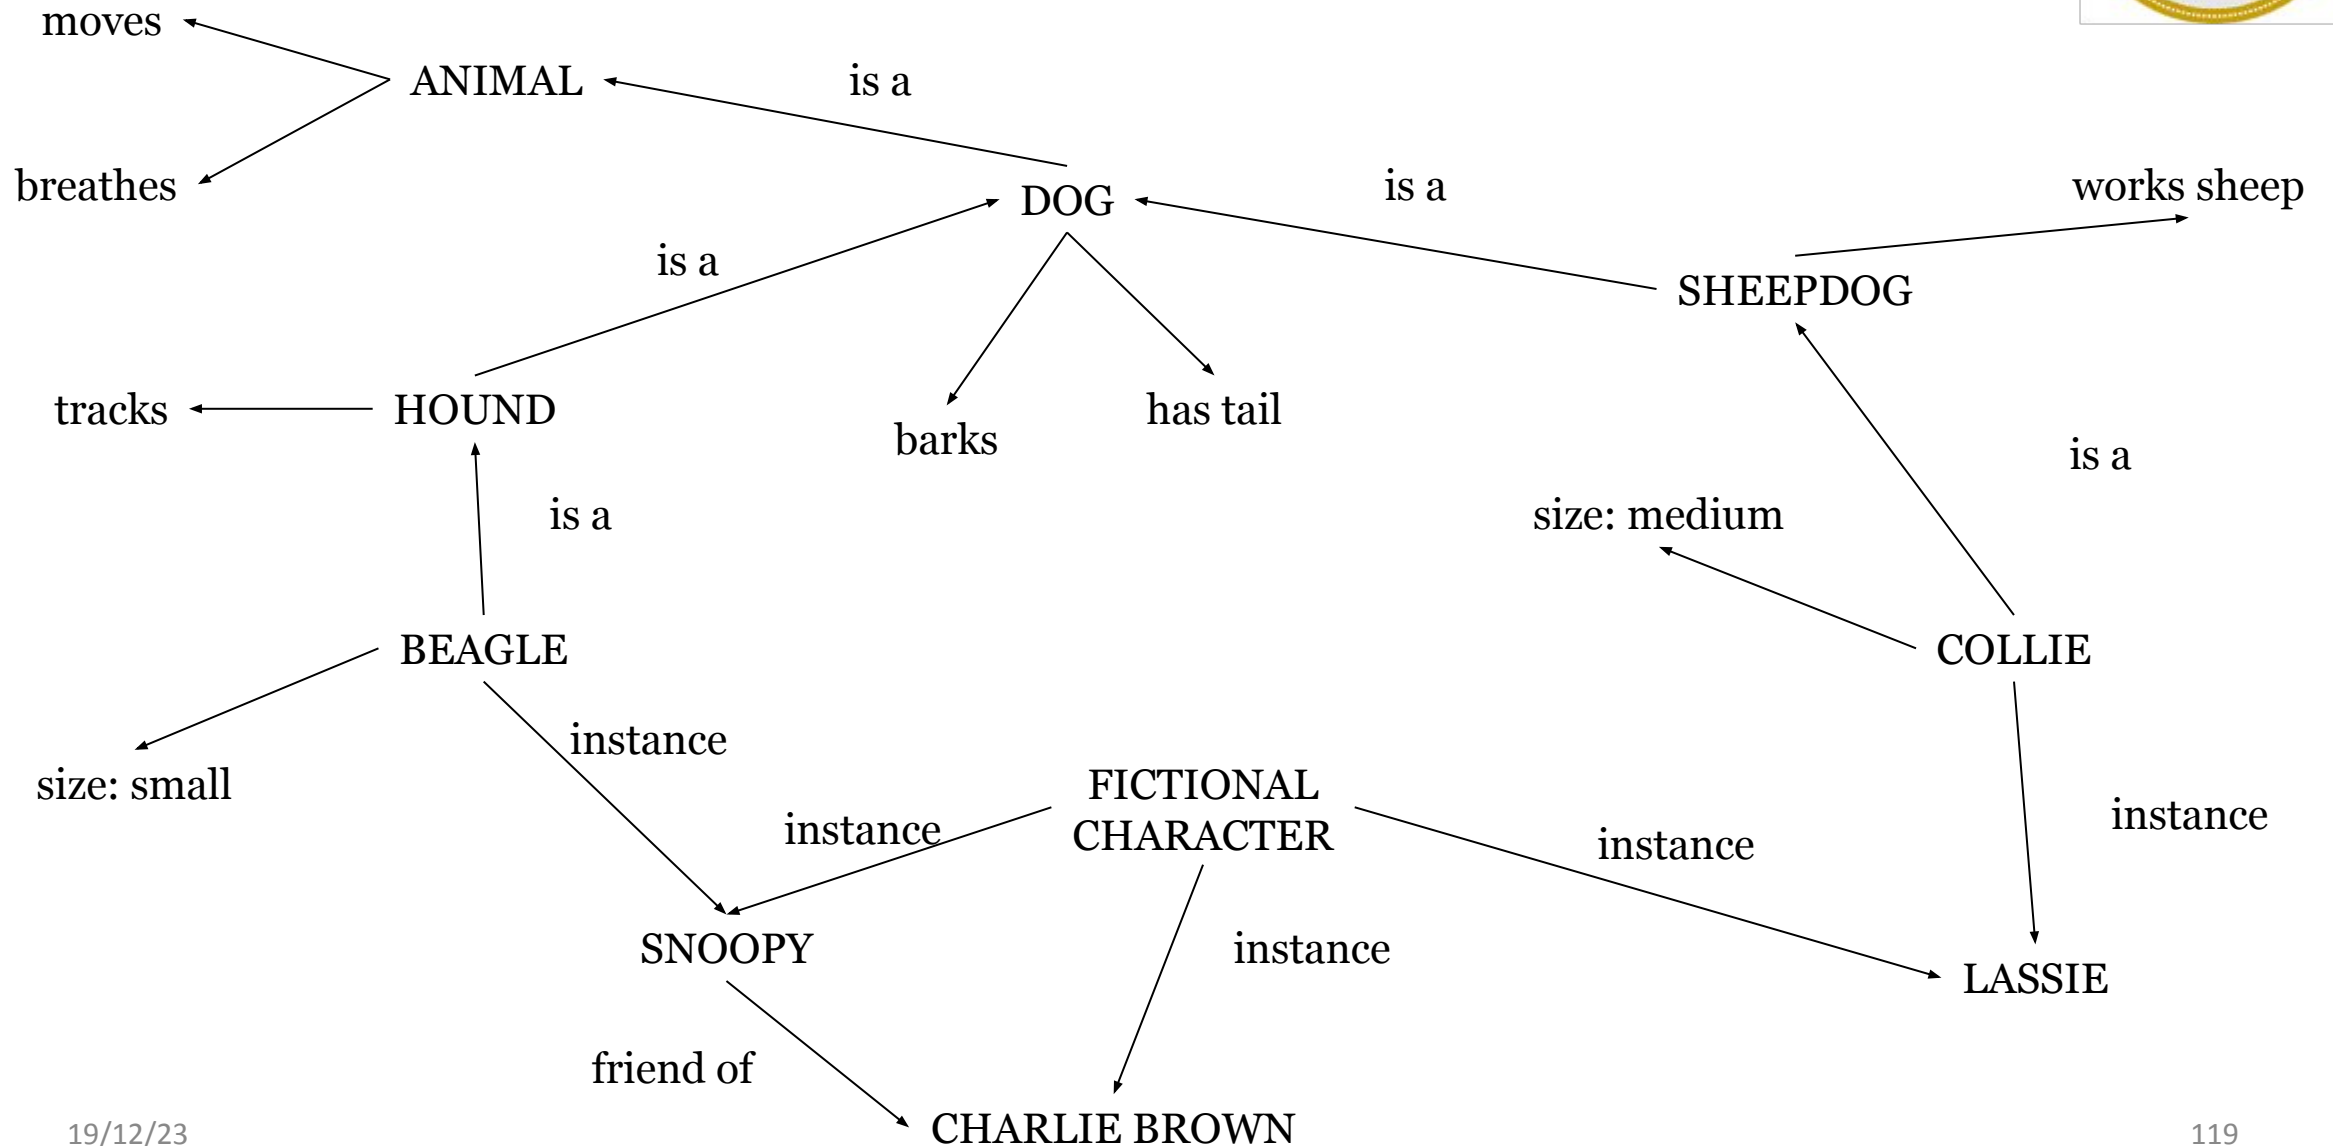 moves
ANIMAL
is a
breathes
DOG
is a
works sheep
is a
SHEEPDOG
tracks
HOUND
barks
has tail
is a
is a
size: medium
BEAGLE
COLLIE
instance
size: small
FICTIONAL
CHARACTER
instance
instance
instance
SNOOPY
instance
LASSIE
friend of
CHARLIE BROWN
19/12/23
119